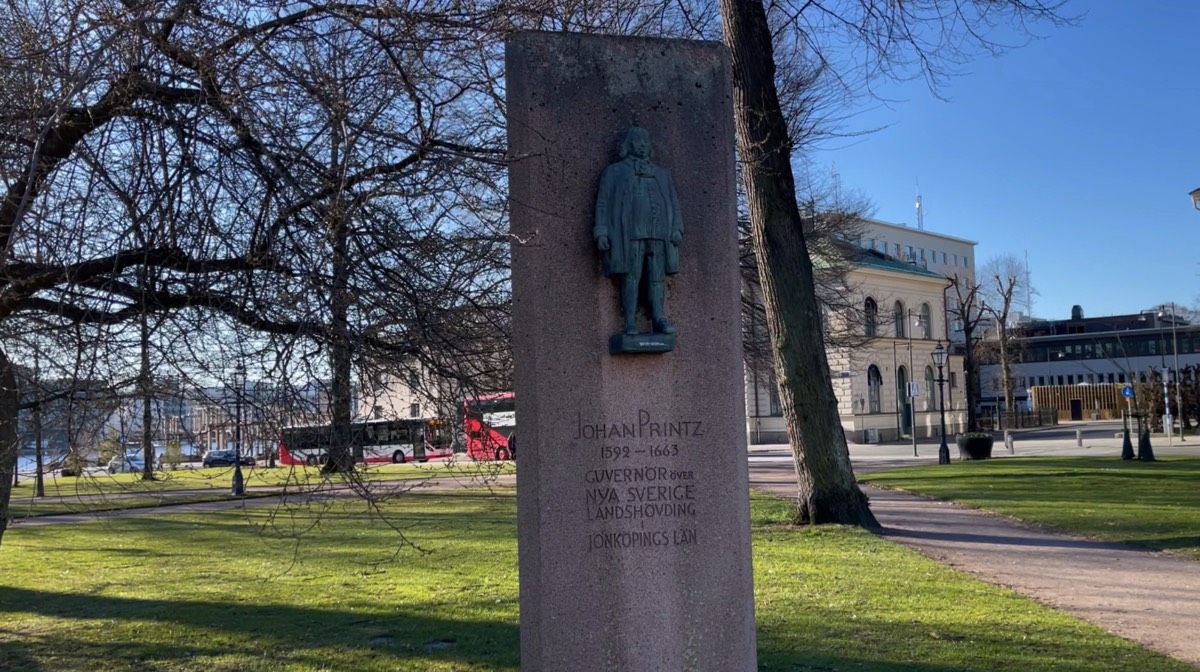 JOHAN PRINTZ
1592 – 1663
GUVERNÖR ÖVER
NYA SVERIGE
LANDSHÖVDING
I
JÖNKÖPINGS LÄN